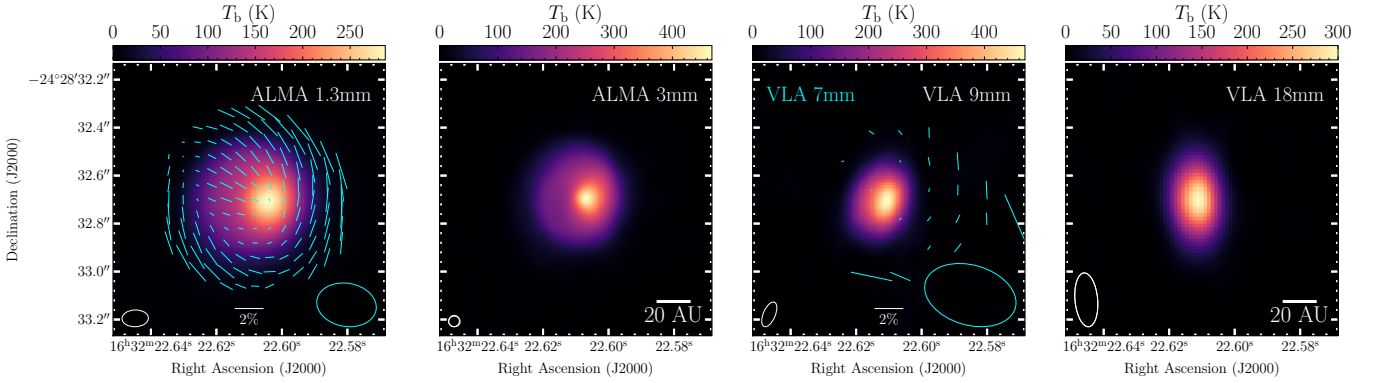 T_b (K) T_b (K) T_b (K) T_b (K)
0 50 100 150 200 250 0 100 200 300 400 0 100 200 300 400 0 50 100 150 200 250 300
−24°28′32.2″
ALMA 1.3mm ALMA 3mm VLA 7mm VLA 9mm VLA 18mm
32.4″
32.6″
32.8″
33.0″
33.2″
Declination (J2000)
2% 20 AU 2% 20 AU
16ʰ32ᵐ22.64ˢ 22.62ˢ 22.60ˢ 22.58ˢ 16ʰ32ᵐ22.64ˢ 22.62ˢ 22.60ˢ 22.58ˢ 16ʰ32ᵐ22.64ˢ 22.62ˢ 22.60ˢ 22.58ˢ 16ʰ32ᵐ22.64ˢ 22.62ˢ 22.60ˢ 22.58ˢ
Right Ascension (J2000) Right Ascension (J2000) Right Ascension (J2000) Right Ascension (J2000)